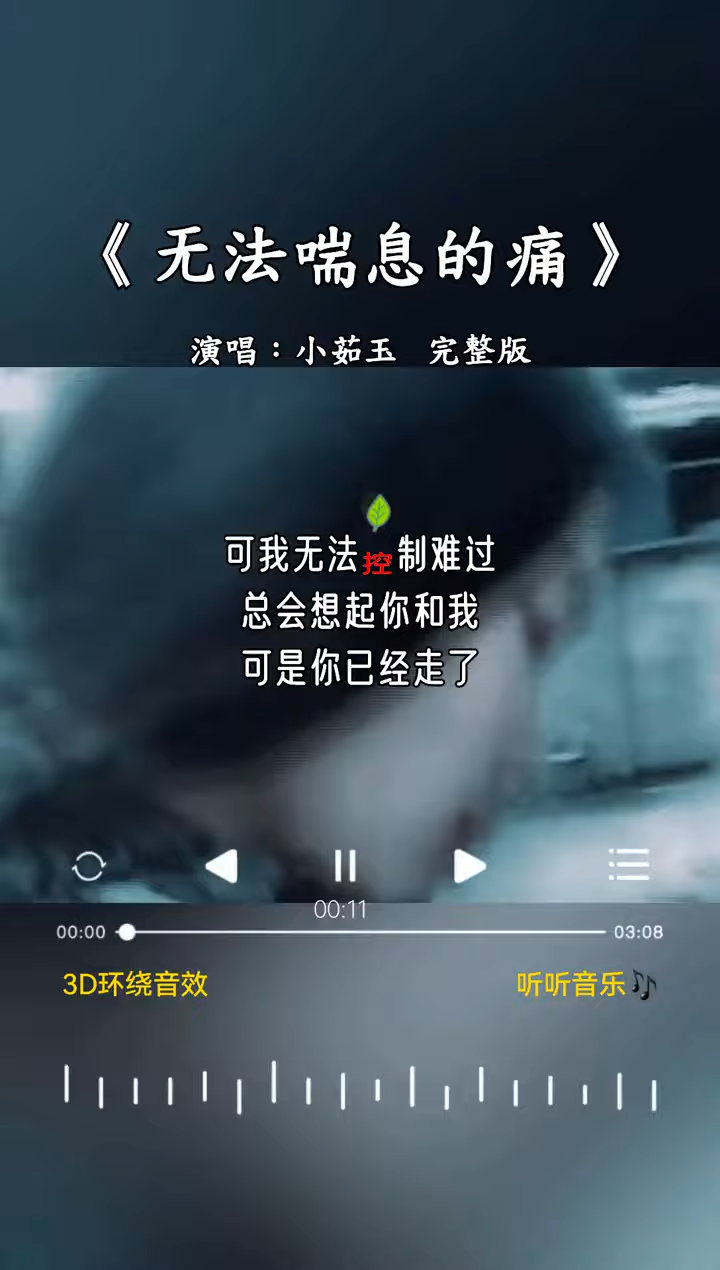 《无法喘息的痛》
演唱：小茹玉 完整版
可我无法控制难过
总会想起你和我
可是你已经走了
00:11
00:00 03:08
3D环绕音效 听听音乐